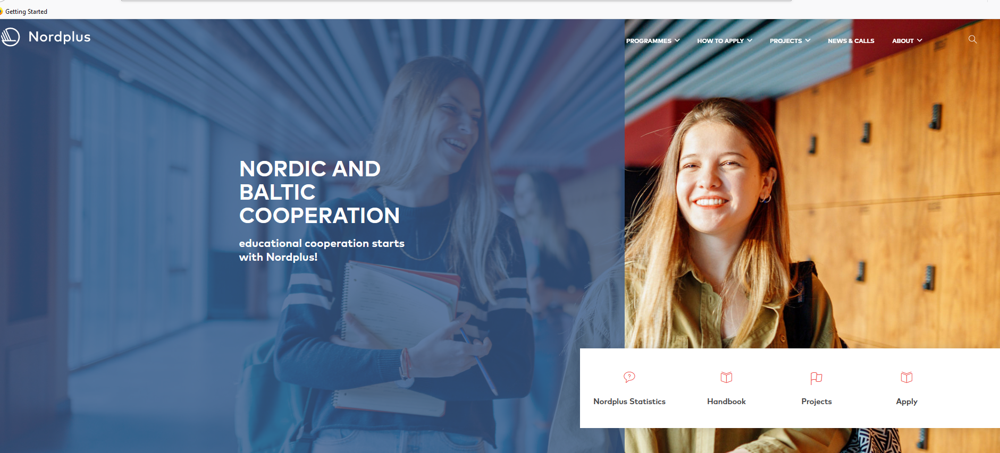 Getting Started
Nordplus
PROGRAMMES
HOW TO APPLY
PROJECTS
NEWS & CALLS
ABOUT
NORDIC AND
BALTIC
COOPERATION
educational cooperation starts
with Nordplus!
?
Nordplus Statistics
Handbook
Projects
Apply